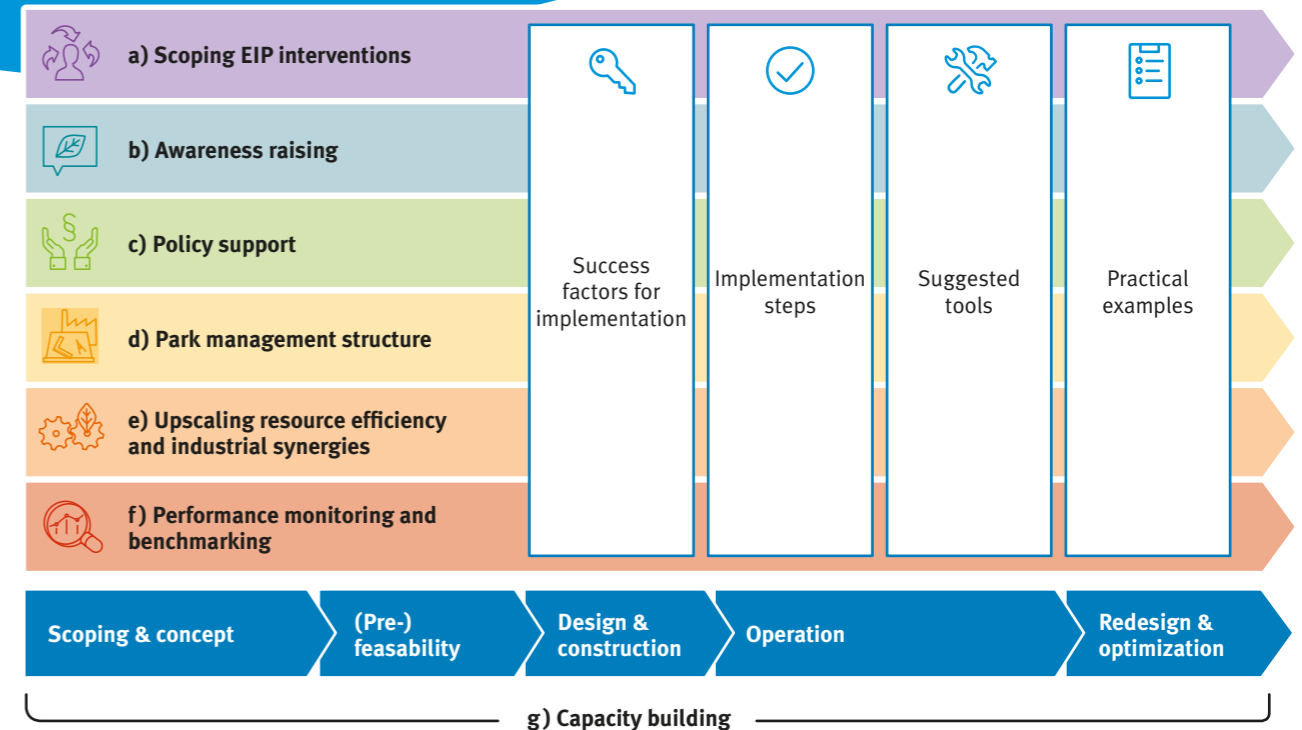 a) Scoping EIP interventions
b) Awareness raising
c) Policy support
d) Park management structure
e) Upscaling resource efficiency
and industrial synergies
f) Performance monitoring and
benchmarking
Success
factors for
implementation
Implementation
steps
Suggested
tools
Practical
examples
Scoping & concept
(Pre-)
feasability
Design &
construction
Operation
Redesign &
optimization
g) Capacity building